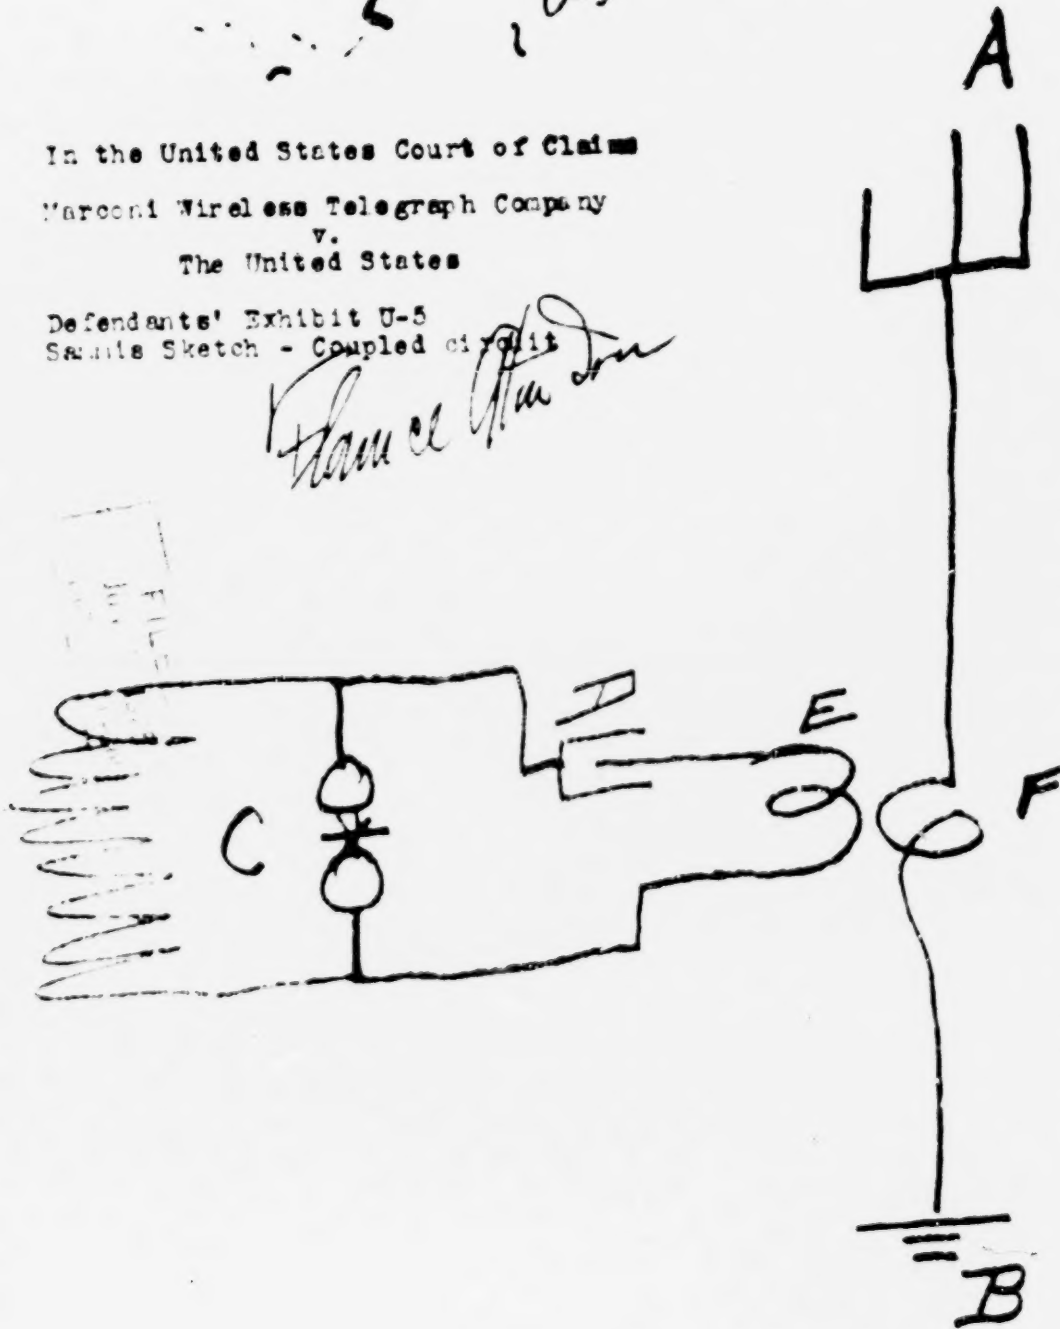 A
In the United States Court of Claims
Marconi Wireless Telegraph Company
v.
The United States
Defendants' Exhibit U-5
Sammis Sketch - Coupled circuit
D
E
C
F
B